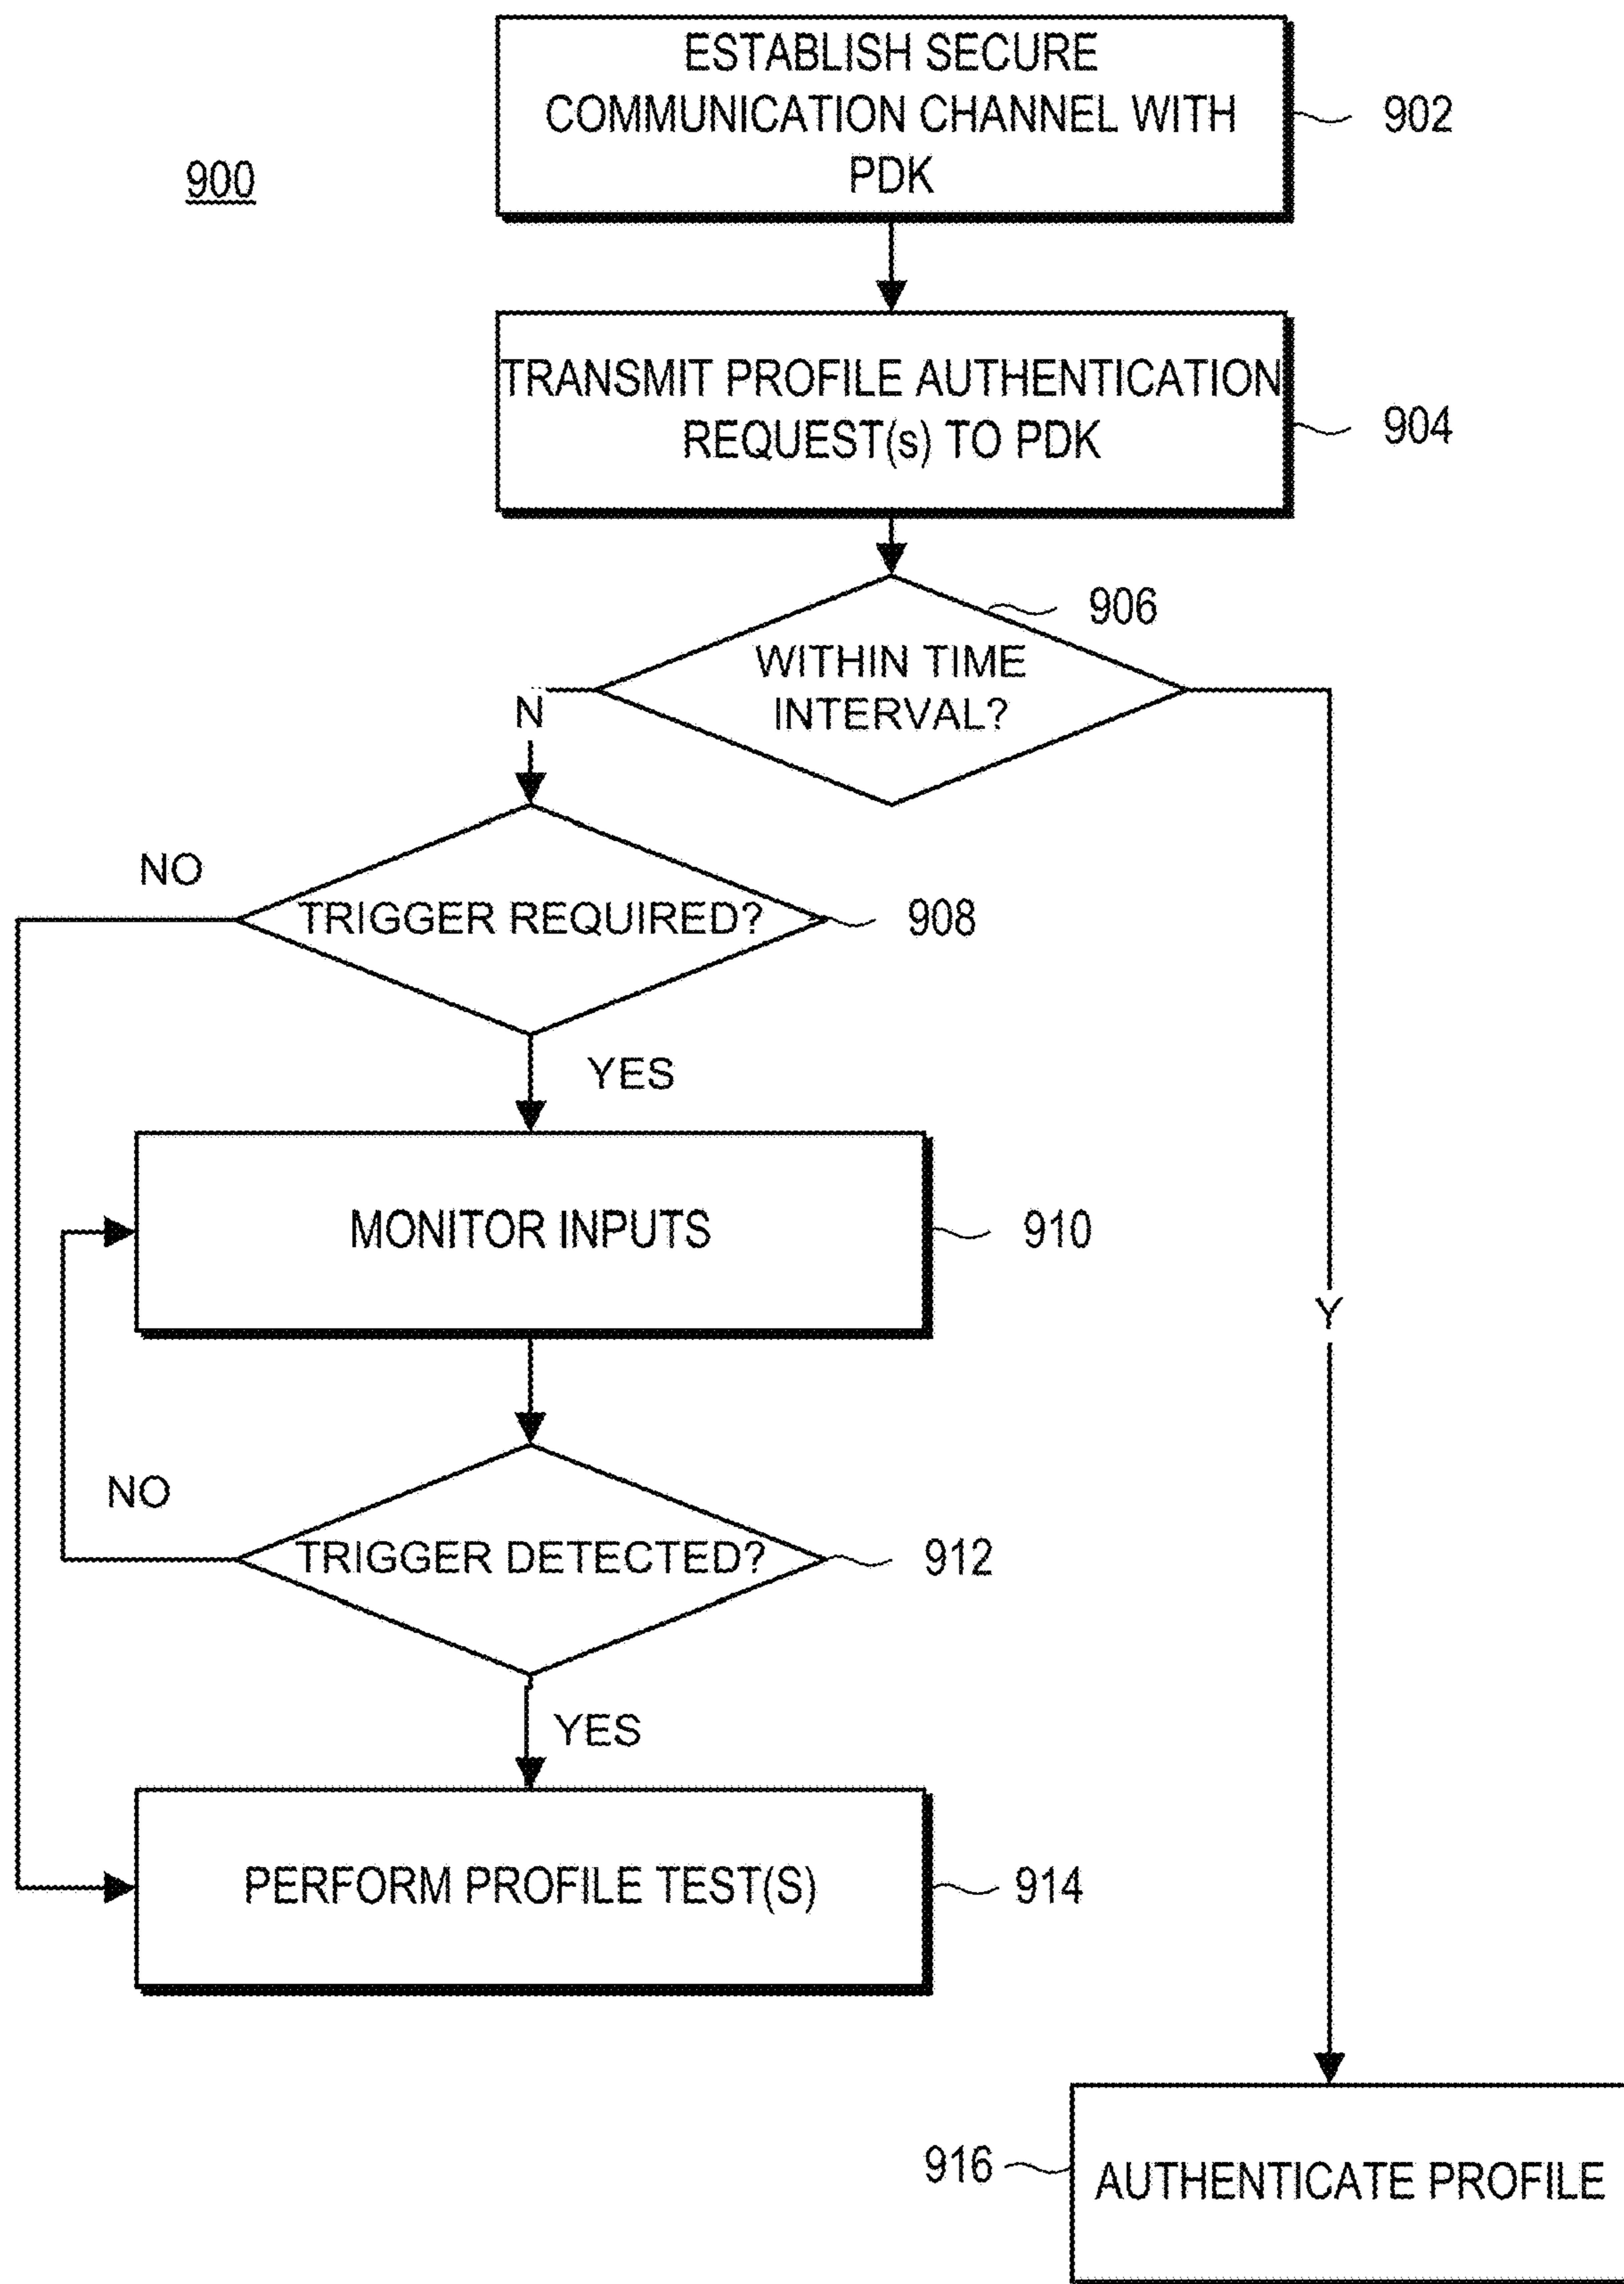 ESTABLISH SECURE
COMMUNICATION CHANNEL WITH
PDK
902
900
TRANSMIT PROFILE AUTHENTICATION
REQUEST(s) TO PDK
904
906
WITHIN TIME
INTERVAL?
N
NO
TRIGGER REQUIRED?
908
YES
MONITOR INPUTS
910
Y
NO
TRIGGER DETECTED?
912
YES
PERFORM PROFILE TEST(S)
914
916
AUTHENTICATE PROFILE